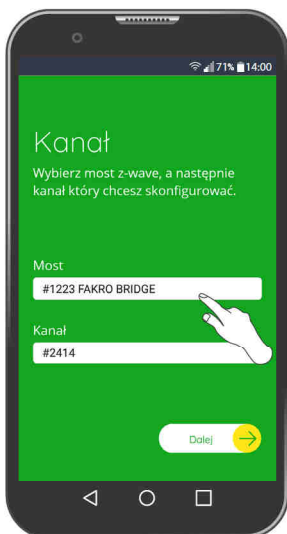 71% 14:00
Kanał
Wybierz most z-wave, a następnie
kanał który chcesz skonfigurować.
Most
#1223 FAKRO BRIDGE
Kanał
#2414
Dalej